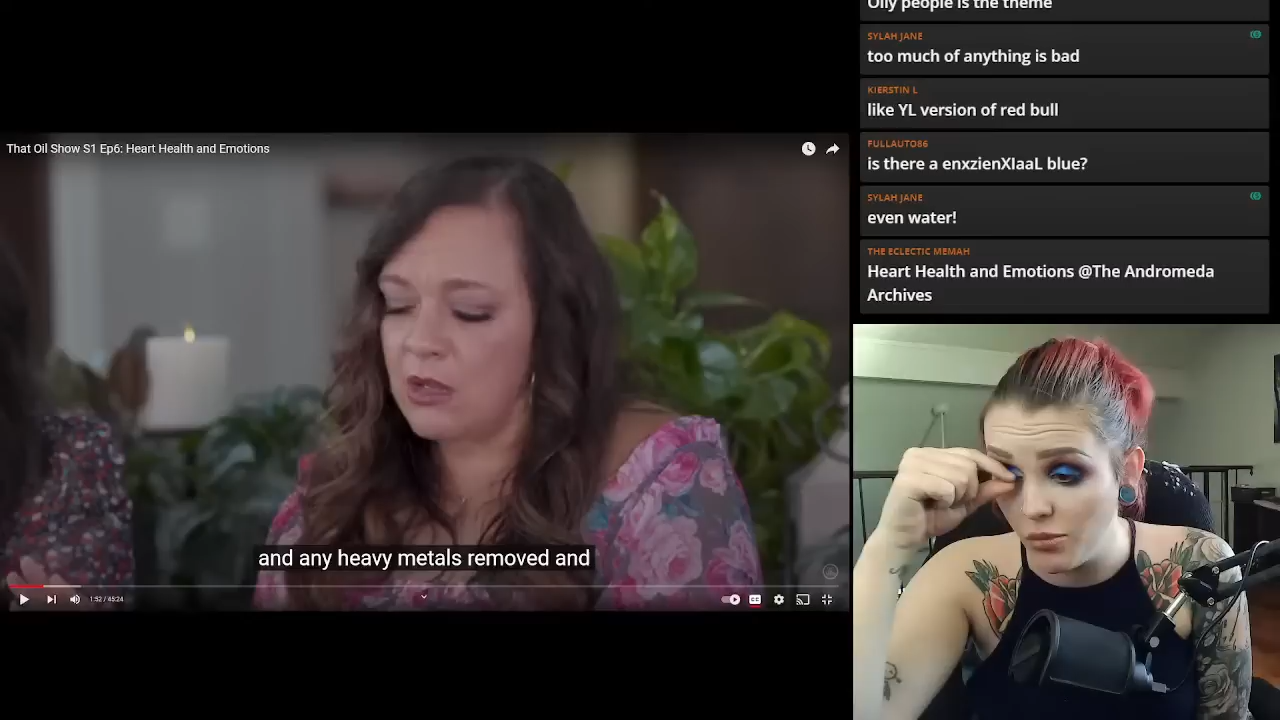 Oily people is the theme
SYLAH JANE
too much of anything is bad
KIERSTIN L
like YL version of red bull
FULLAUTO86
is there a enxzienXIaaL blue?
SYLAH JANE
even water!
THE ECLECTIC MEMAH
Heart Health and Emotions @The Andromeda
Archives
That Oil Show S1 Ep6: Heart Health and Emotions
and any heavy metals removed and
1:52 / 45:24
CC